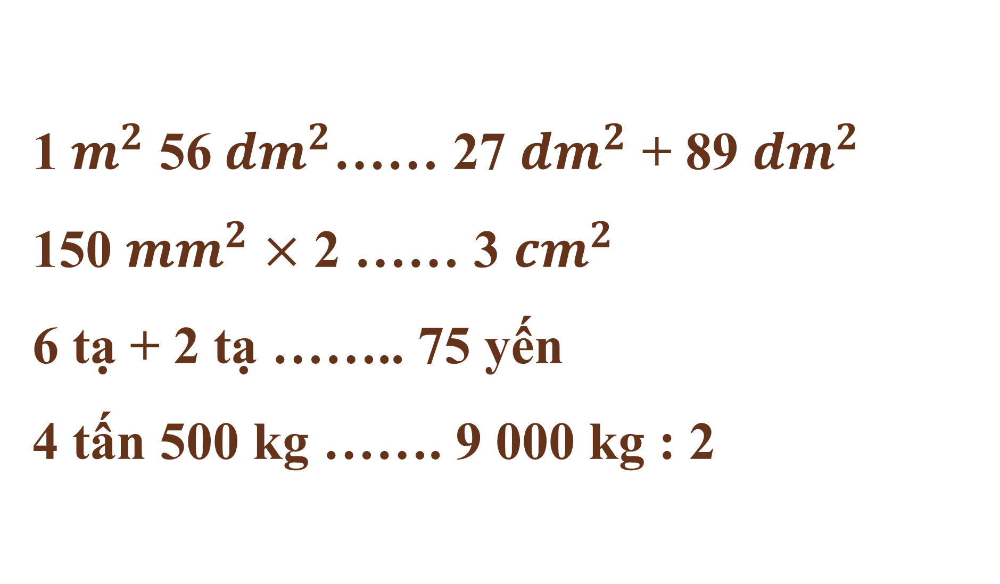 1 m² 56 dm²…… 27 dm² + 89 dm²
150 mm² × 2 …… 3 cm²
6 tạ + 2 tạ …….. 75 yến
4 tấn 500 kg ……. 9 000 kg : 2